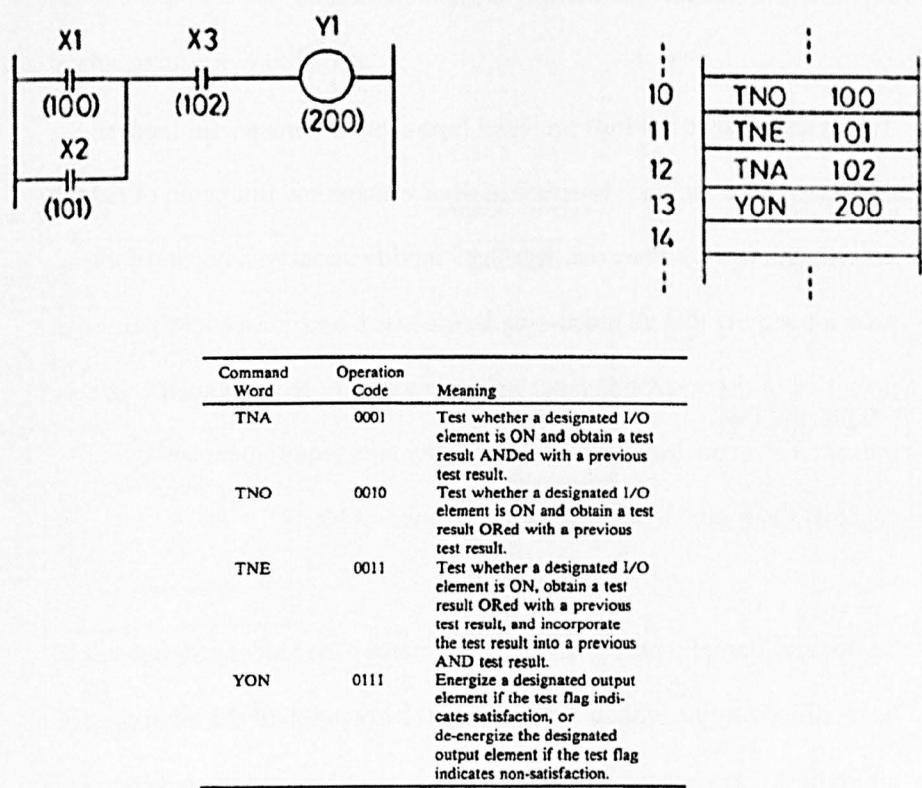 X1 X3 Y1
(100) (102) (200)
X2
(101)
10 TNO 100
11 TNE 101
12 TNA 102
13 YON 200
14
Command Operation
Word Code Meaning
TNA 0001 Test whether a designated I/O
element is ON and obtain a test
result ANDed with a previous
test result.
TNO 0010 Test whether a designated I/O
element is ON and obtain a test
result ORed with a previous
test result.
TNE 0011 Test whether a designated I/O
element is ON, obtain a test
result ORed with a previous
test result, and incorporate
the test result into a previous
AND test result.
YON 0111 Energize a designated output
element if the test flag indi-
cates satisfaction, or
de-energize the designated
output element if the test flag
indicates non-satisfaction.